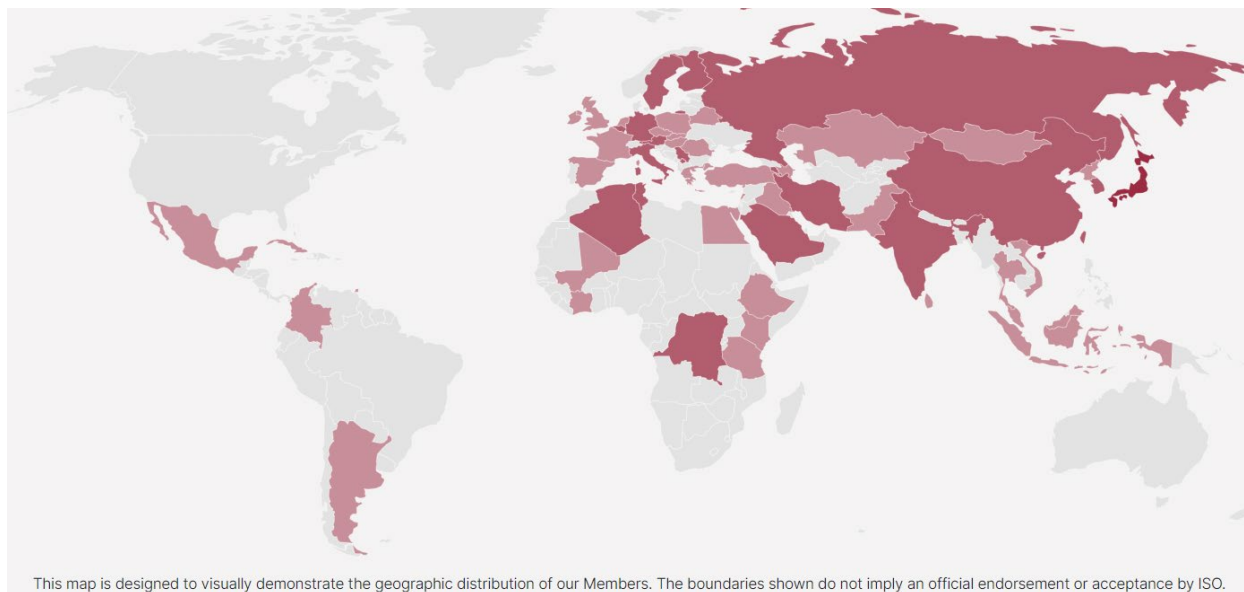 This map is designed to visually demonstrate the geographic distribution of our Members. The boundaries shown do not imply an official endorsement or acceptance by ISO.